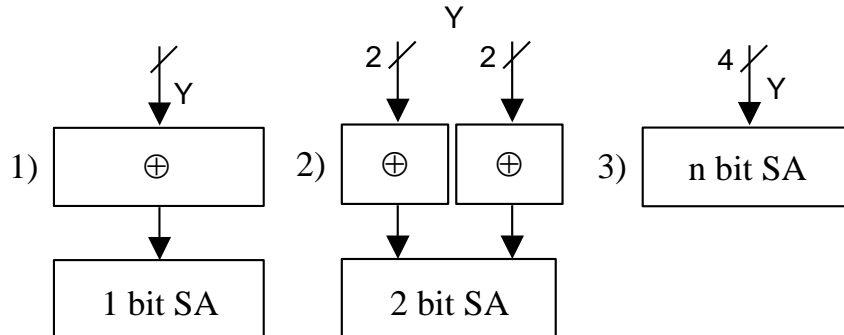 Y
2 2 4
Y Y
1) ⊕ 2) ⊕ ⊕ 3) n bit SA
1 bit SA 2 bit SA